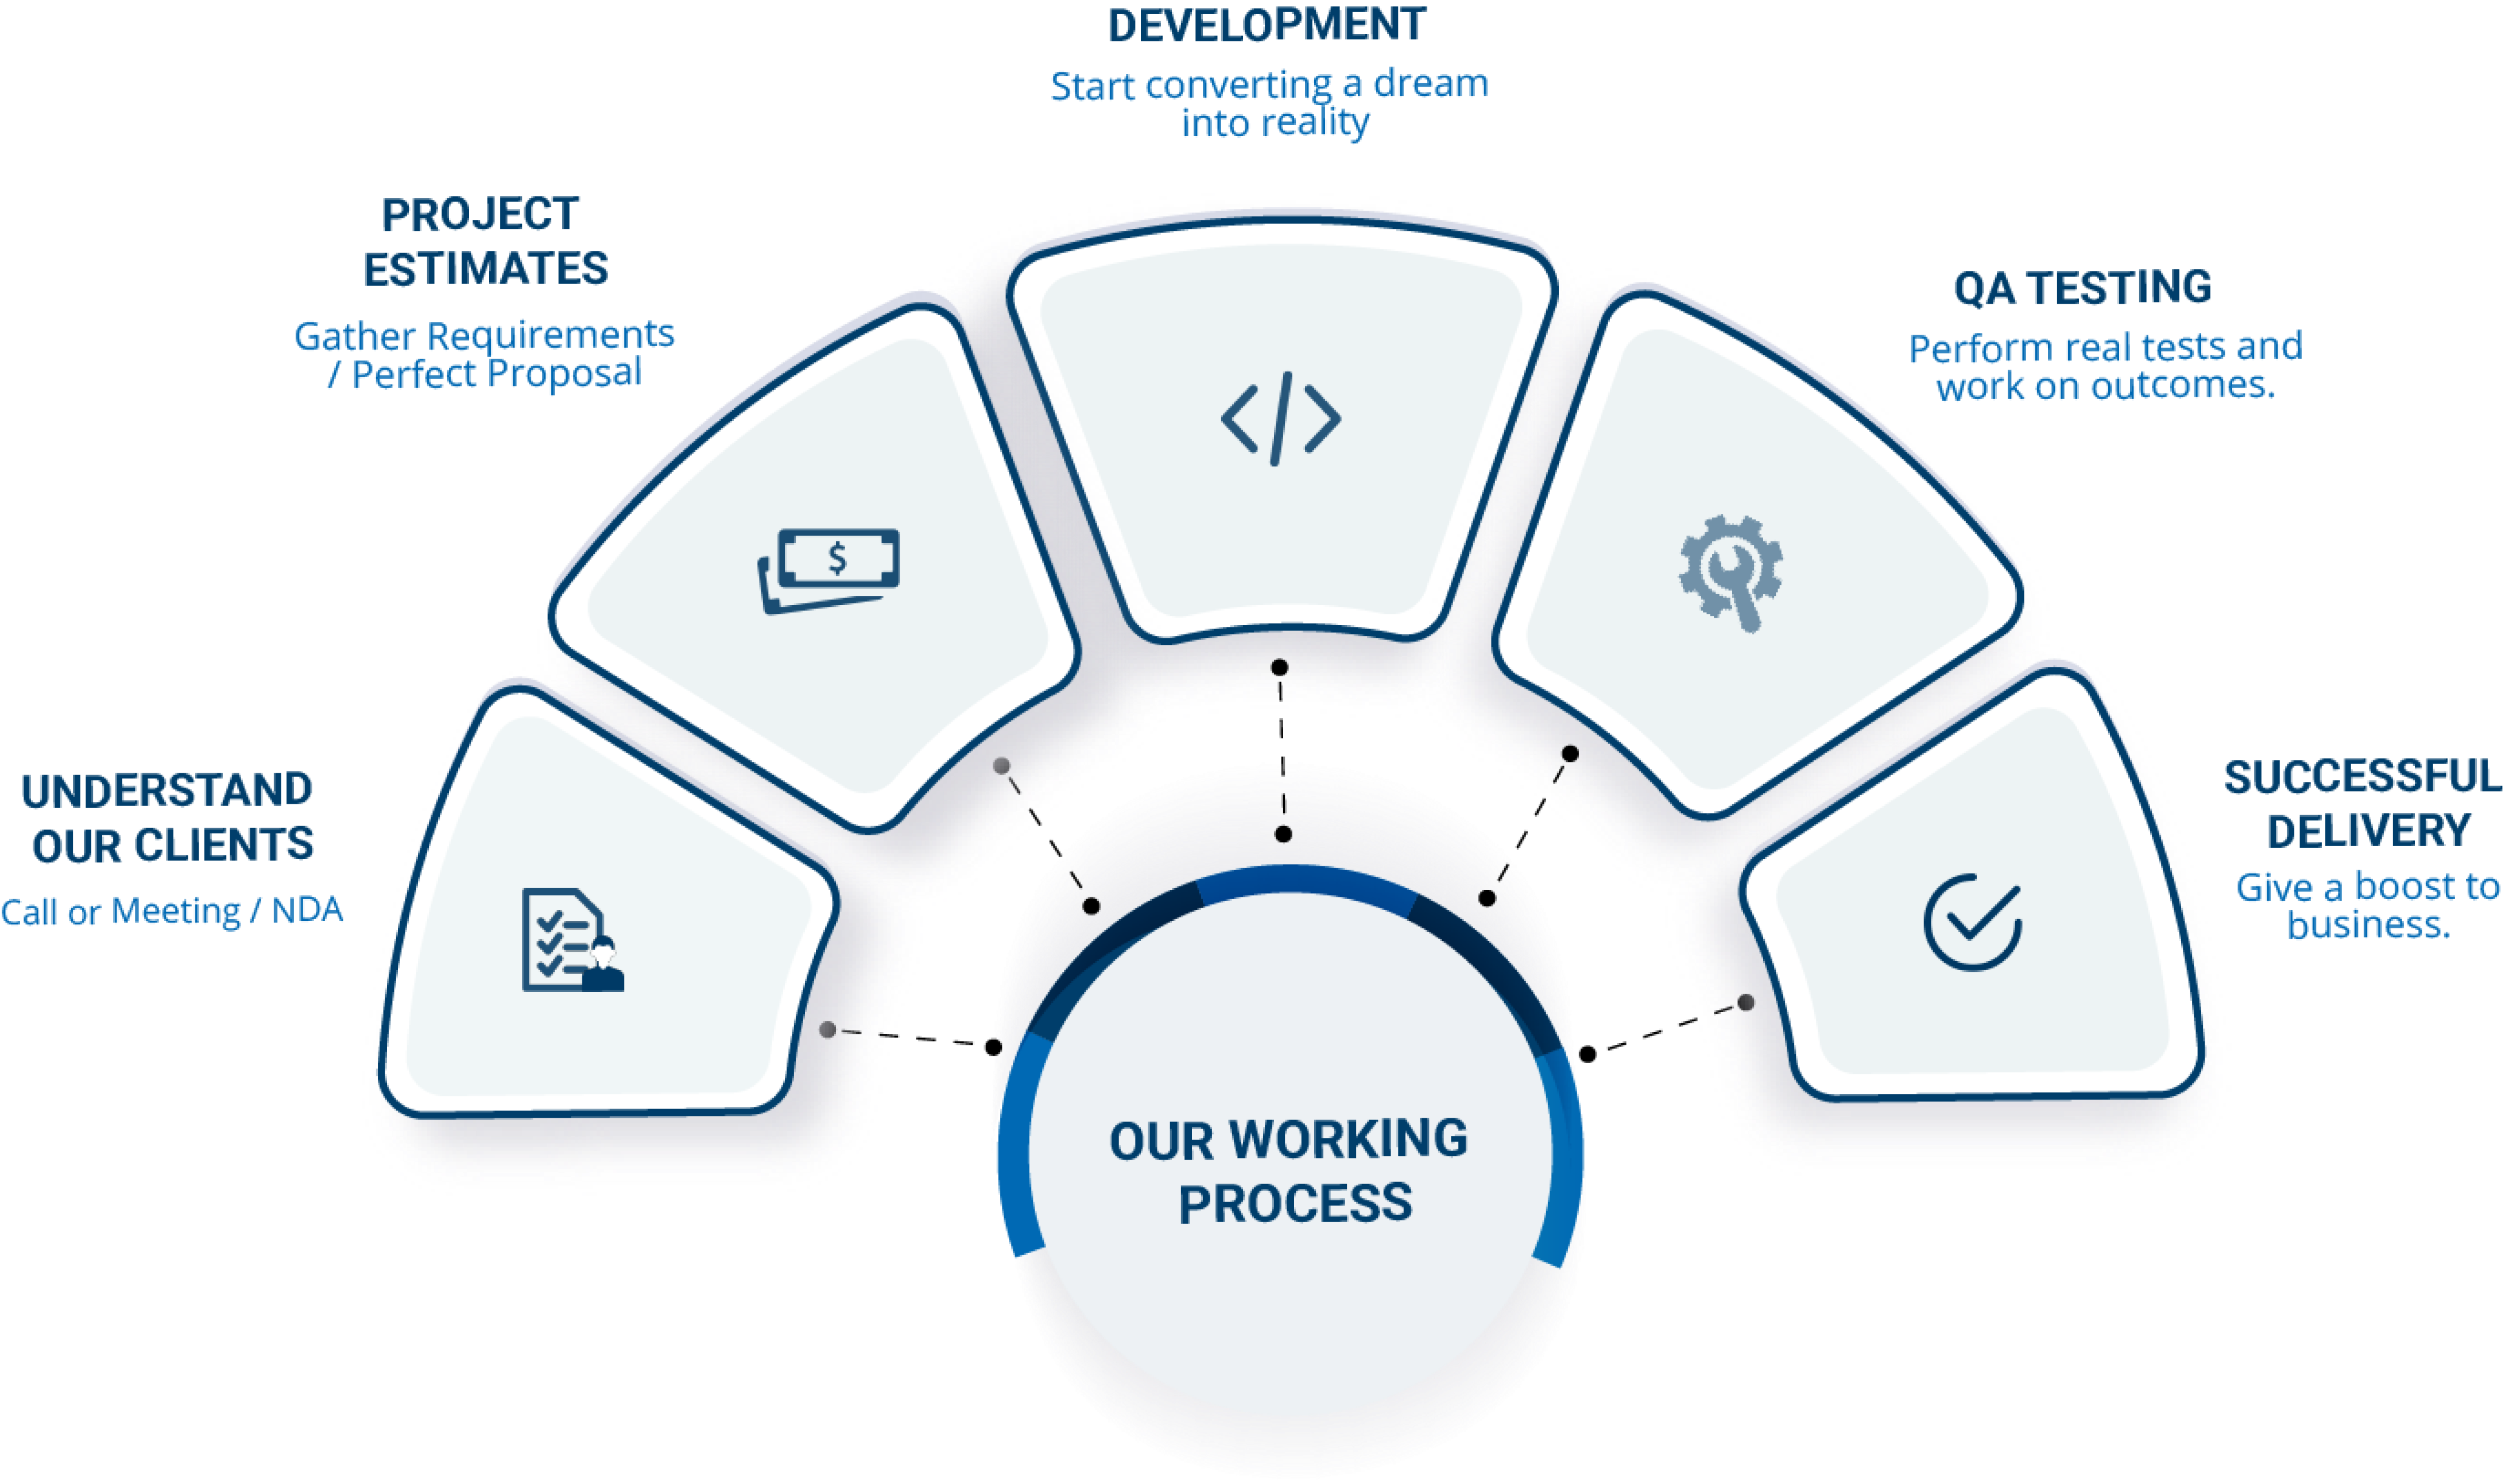 DEVELOPMENT
Start converting a dream
into reality
PROJECT
ESTIMATES
Gather Requirements
/ Perfect Proposal
QA TESTING
Perform real tests and
work on outcomes.
$
UNDERSTAND
OUR CLIENTS
Call or Meeting / NDA
SUCCESSFUL
DELIVERY
Give a boost to
business.
OUR WORKING
PROCESS